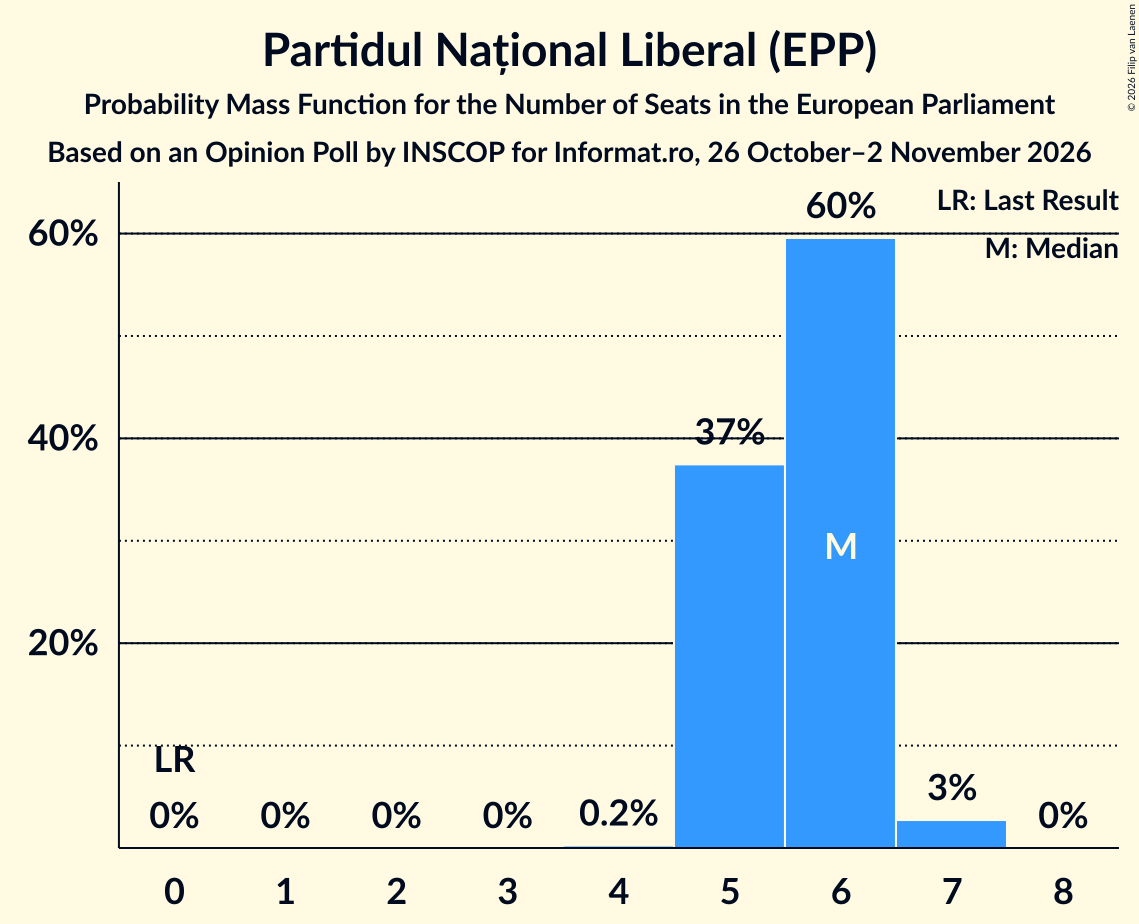 Partidul Național Liberal (EPP)
Probability Mass Function for the Number of Seats in the European Parliament
Based on an Opinion Poll by INSCOP for Informat.ro, 26 October–2 November 2026
© 2026 Filip van Laenen
LR: Last Result
M: Median
60%
40%
20%
LR
0%
0%
0%
0%
0.2%
37%
60%
M
3%
0%
0
1
2
3
4
5
6
7
8